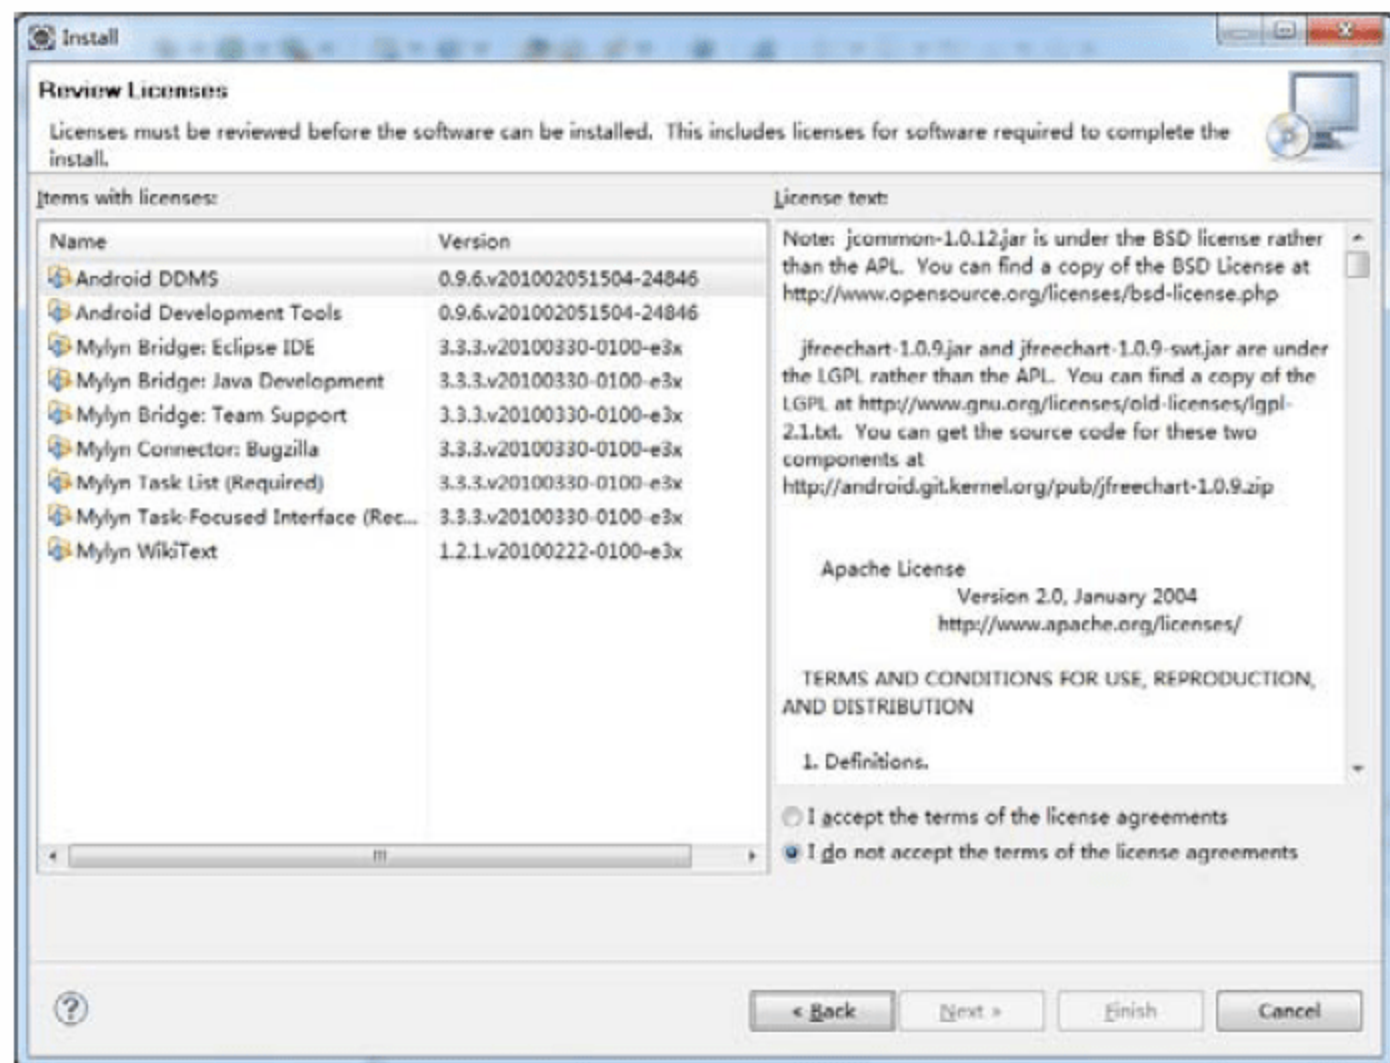 Install
Review Licenses
Licenses must be reviewed before the software can be installed. This includes licenses for software required to complete the
install.
Items with licenses:
Name Version
Android DDMS 0.9.6.v201002051504-24846
Android Development Tools 0.9.6.v201002051504-24846
Mylyn Bridge: Eclipse IDE 3.3.3.v20100330-0100-e3x
Mylyn Bridge: Java Development 3.3.3.v20100330-0100-e3x
Mylyn Bridge: Team Support 3.3.3.v20100330-0100-e3x
Mylyn Connector: Bugzilla 3.3.3.v20100330-0100-e3x
Mylyn Task List (Required) 3.3.3.v20100330-0100-e3x
Mylyn Task-Focused Interface (Rec... 3.3.3.v20100330-0100-e3x
Mylyn WikiText 1.2.1.v20100222-0100-e3x
License text:
Note: jcommon-1.0.12.jar is under the BSD license rather
than the APL. You can find a copy of the BSD License at
http://www.opensource.org/licenses/bsd-license.php
jfreechart-1.0.9.jar and jfreechart-1.0.9-swt.jar are under
the LGPL rather than the APL. You can find a copy of the
LGPL at http://www.gnu.org/licenses/old-licenses/lgpl-
2.1.txt. You can get the source code for these two
components at
http://android.git.kernel.org/pub/jfreechart-1.0.9.zip
Apache License
Version 2.0, January 2004
http://www.apache.org/licenses/
TERMS AND CONDITIONS FOR USE, REPRODUCTION,
AND DISTRIBUTION
1. Definitions.
I accept the terms of the license agreements
I do not accept the terms of the license agreements
< Back
Next >
Finish
Cancel